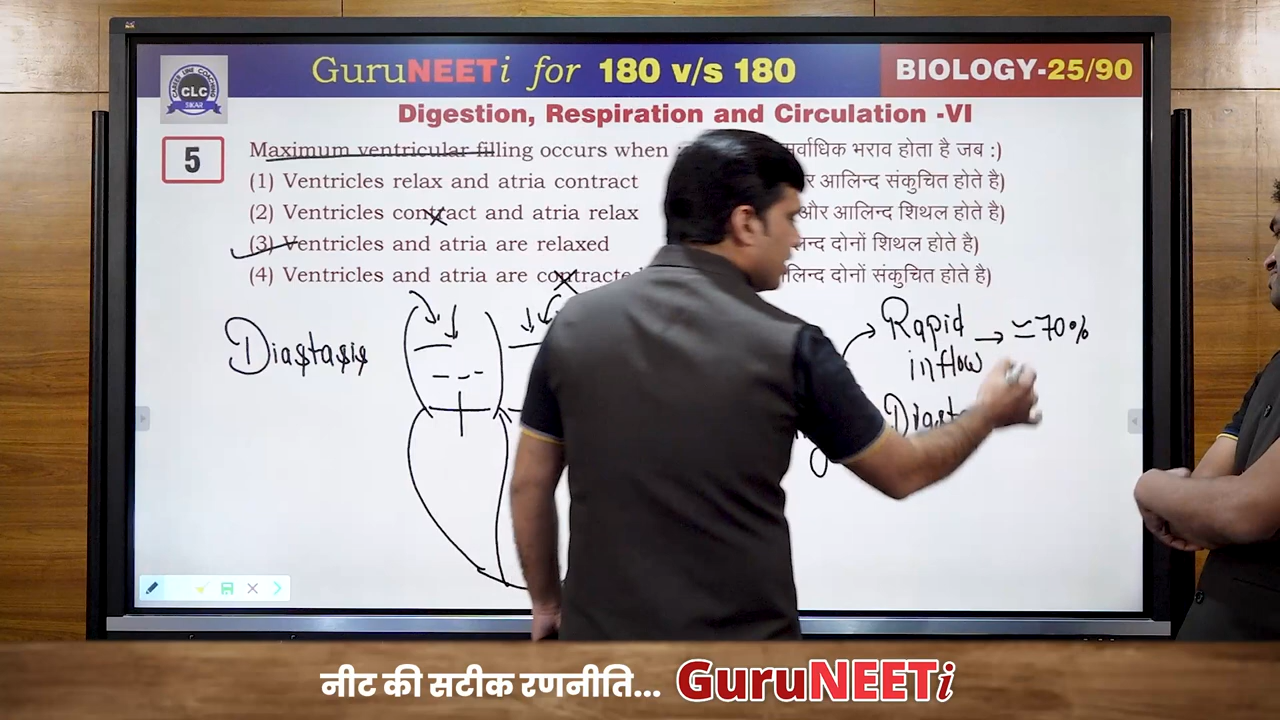 GuruNEETi for 180 v/s 180
BIOLOGY-25/90
CAREER LINE COACHING
CLC
SIKAR
Digestion, Respiration and Circulation -VI
5
Maximum ventricular filling occurs when
सर्वाधिक भराव होता है जब :)
(1) Ventricles relax and atria contract
आलिन्द संकुचित होते है)
(2) Ventricles contract and atria relax
और आलिन्द शिथल होते है)
(3) Ventricles and atria are relaxed
दोनों शिथल होते है)
(4) Ventricles and atria are contracted
दोनों संकुचित होते है)
Diastasis
Rapid → ≃70%
inflow
नीट की सटीक रणनीति... GuruNEETi